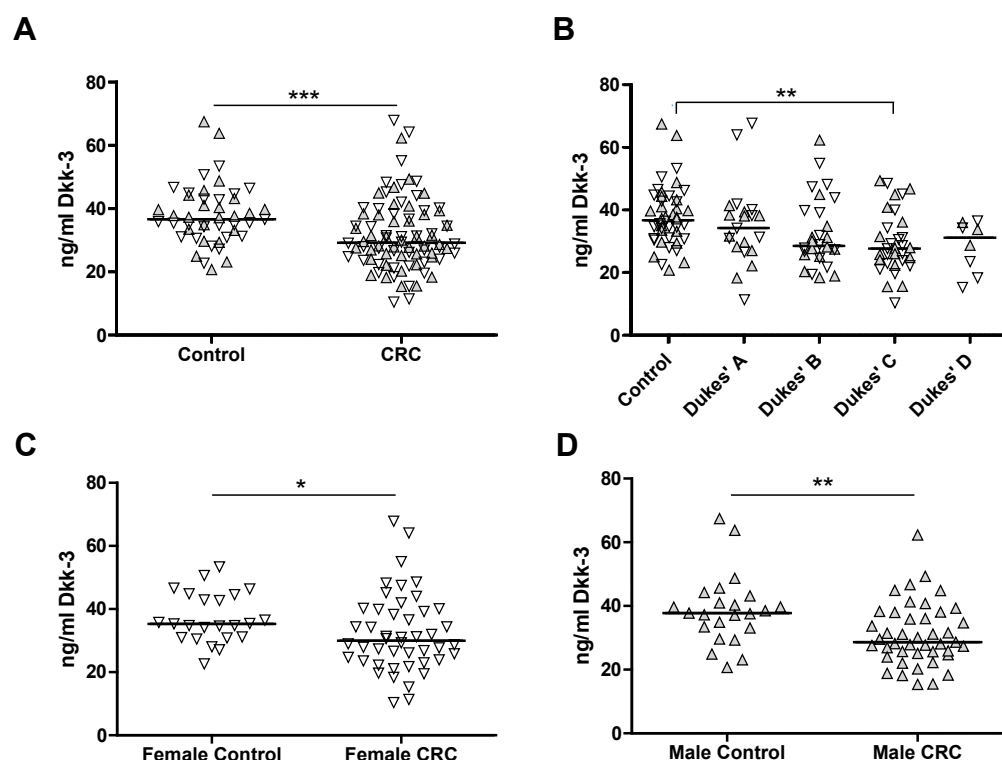 A
ng/ml Dkk-3
80
60
40
20
0
***
Control
CRC
B
ng/ml Dkk-3
80
60
40
20
0
**
Control
Dukes' A
Dukes' B
Dukes' C
Dukes' D
C
ng/ml Dkk-3
80
60
40
20
0
*
Female Control
Female CRC
D
ng/ml Dkk-3
80
60
40
20
0
**
Male Control
Male CRC